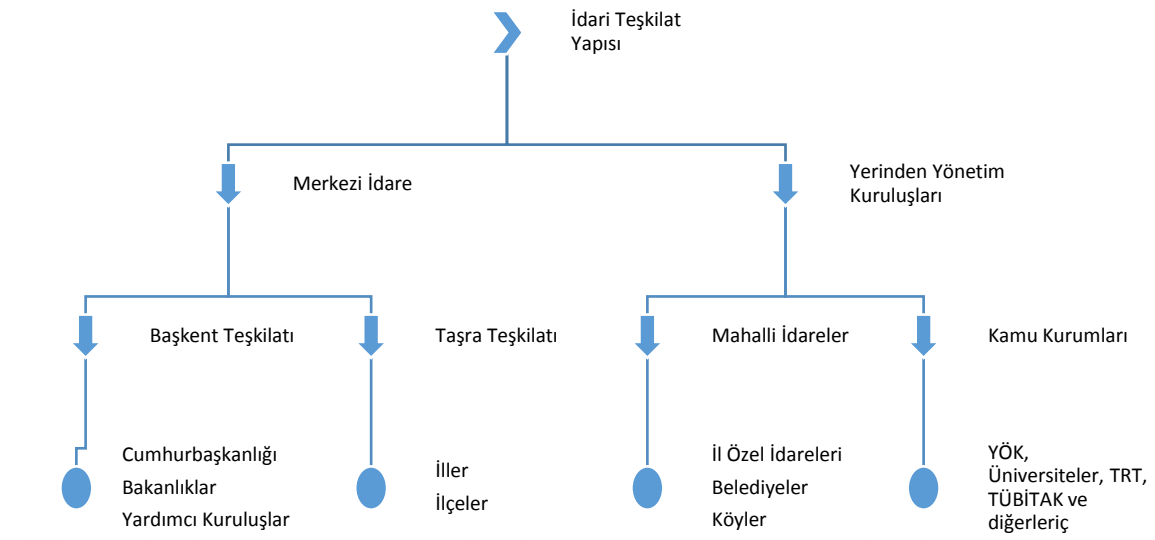 İdari Teşkilat
Yapısı
Merkezi İdare
Yerinden Yönetim
Kuruluşları
Başkent Teşkilatı
Taşra Teşkilatı
Mahalli İdareler
Kamu Kurumları
Cumhurbaşkanlığı
Bakanlıklar
Yardımcı Kuruluşlar
İller
İlçeler
İl Özel İdareleri
Belediyeler
Köyler
YÖK,
Üniversiteler, TRT,
TÜBİTAK ve
diğerleriç